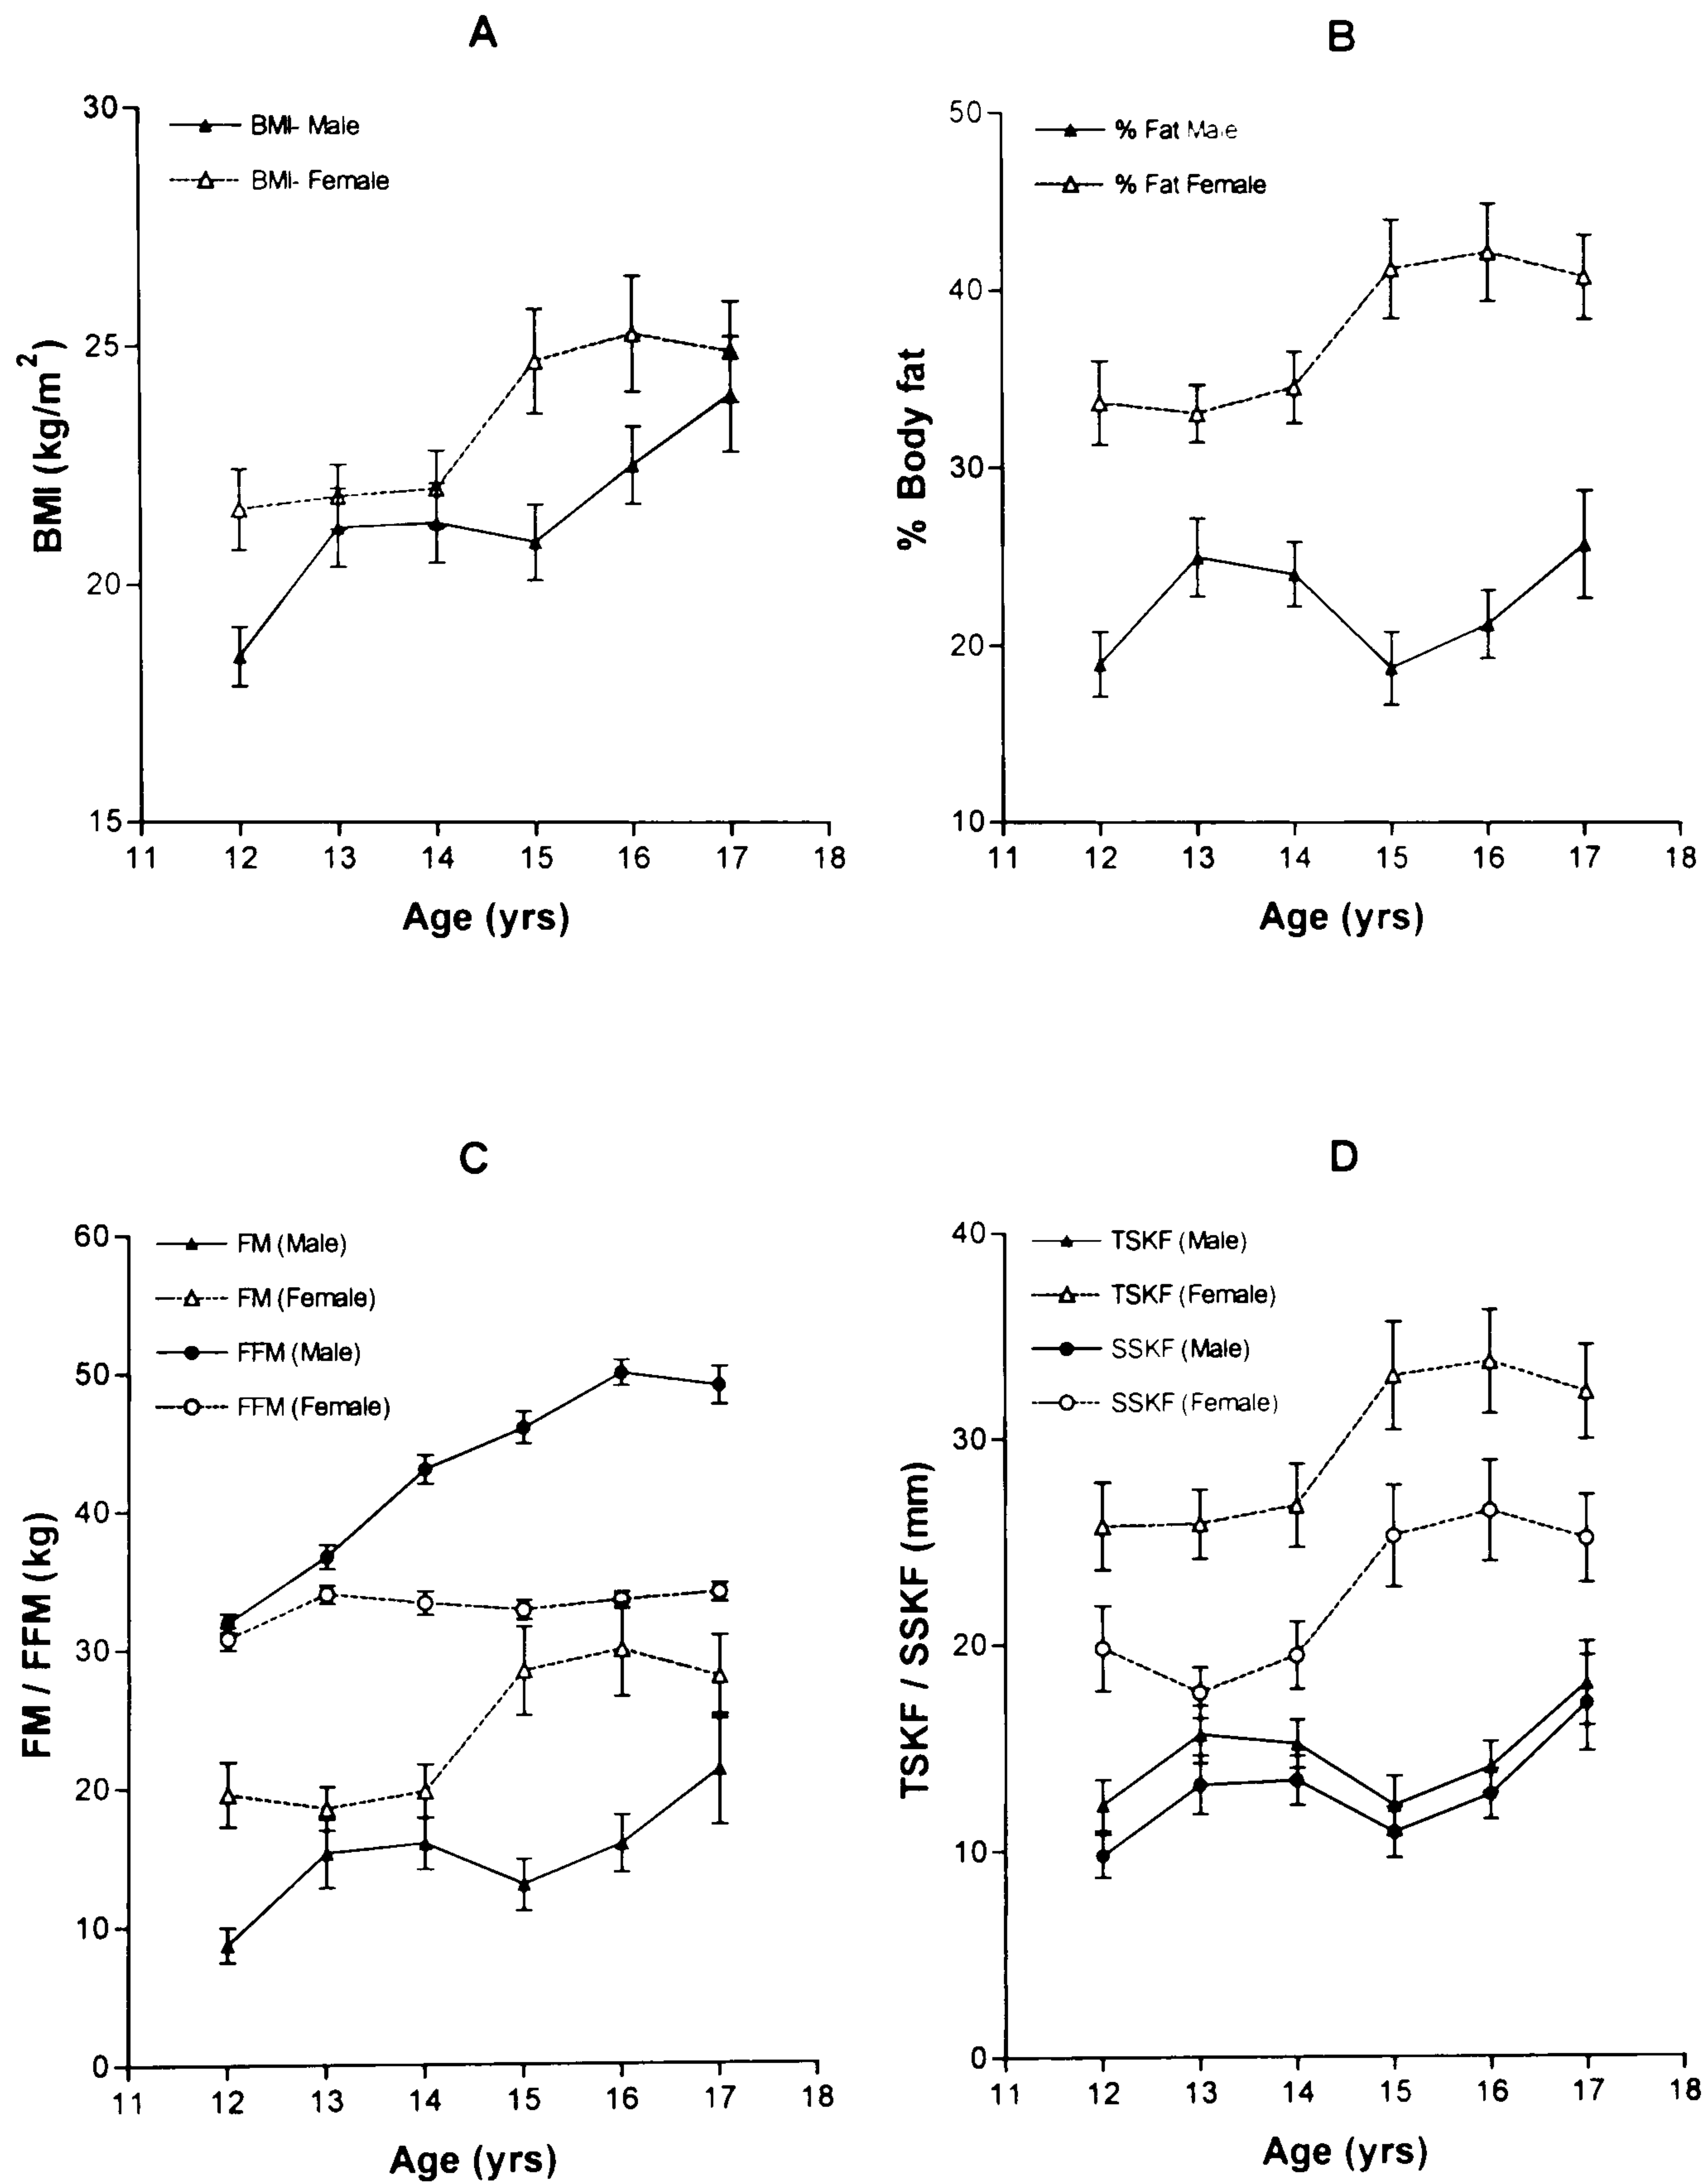 A
30
BMI- Male
BMI- Female
25
20
15
BMI (kg/m²)
11 12 13 14 15 16 17 18
Age (yrs)
B
50
% Fat Male
% Fat Female
40
30
20
10
% Body fat
11 12 13 14 15 16 17 18
Age (yrs)
C
60
FM (Male)
FM (Female)
FFM (Male)
FFM (Female)
50
40
30
20
10
0
FM / FFM (kg)
11 12 13 14 15 16 17 18
Age (yrs)
D
40
TSKF (Male)
TSKF (Female)
SSKF (Male)
SSKF (Female)
30
20
10
0
TSKF / SSKF (mm)
11 12 13 14 15 16 17 18
Age (yrs)